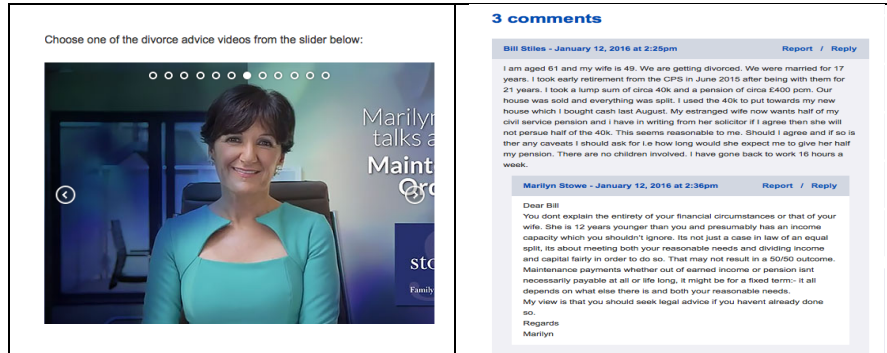 Choose one of the divorce advice videos from the slider below:
Marilyn
talks a
Maint
Or
sto
Family
3 comments
Bill Stiles - January 12, 2016 at 2:25pm Report / Reply
I am aged 61 and my wife is 49. We are getting divorced. We were married for 17
years. I took early retirement from the CPS in June 2015 after being with them for
21 years. I took a lump sum of circa 40k and a pension of circa £400 pcm. Our
house was sold and everything was split. I used the 40k to put towards my new
house which I bought cash last August. My estranged wife now wants half of my
civil service pension and i have in writing from her solicitor if I agree then she will
not persue half of the 40k. This seems reasonable to me. Should I agree and if so is
ther any caveats I should ask for i.e how long would she expect me to give her half
my pension. There are no children involved. I have gone back to work 16 hours a
week.
Marilyn Stowe - January 12, 2016 at 2:36pm Report / Reply
Dear Bill
You dont explain the entirety of your financial circumstances or that of your
wife. She is 12 years younger than you and presumably has an income
capacity which you shouldn't ignore. Its not just a case in law of an equal
split, its about meeting both your reasonable needs and dividing income
and capital fairly in order to do so. That may not result in a 50/50 outcome.
Maintenance payments whether out of earned income or pension isnt
necessarily payable at all or life long, it might be for a fixed term:- it all
depends on what else there is and both your reasonable needs.
My view is that you should seek legal advice if you havent already done
so.
Regards
Marilyn